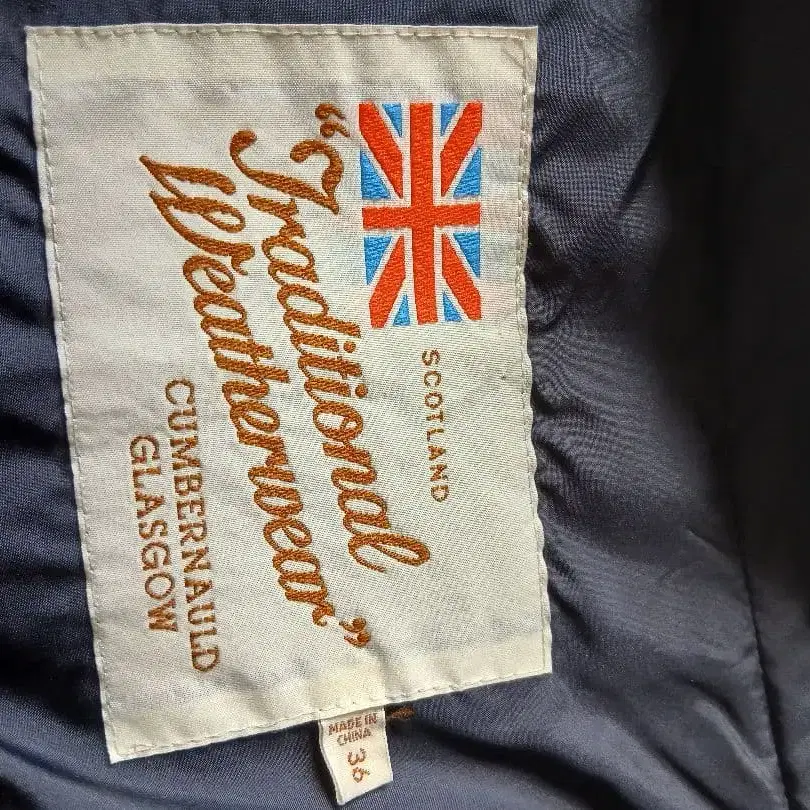 SCOTLAND
"Traditional
Weatherwear"
CUMBERNAULD
GLASGOW
MADE IN
CHINA
36